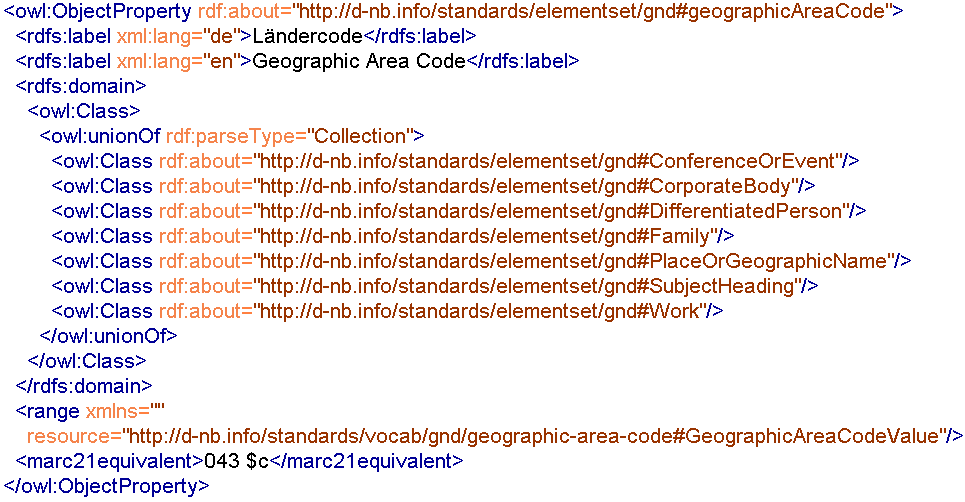 <owl:ObjectProperty rdf:about="http://d-nb.info/standards/elementset/gnd#geographicAreaCode">
<rdfs:label xml:lang="de">Ländercode</rdfs:label>
<rdfs:label xml:lang="en">Geographic Area Code</rdfs:label>
<rdfs:domain>
<owl:Class>
<owl:unionOf rdf:parseType="Collection">
<owl:Class rdf:about="http://d-nb.info/standards/elementset/gnd#ConferenceOrEvent"/>
<owl:Class rdf:about="http://d-nb.info/standards/elementset/gnd#CorporateBody"/>
<owl:Class rdf:about="http://d-nb.info/standards/elementset/gnd#DifferentiatedPerson"/>
<owl:Class rdf:about="http://d-nb.info/standards/elementset/gnd#Family"/>
<owl:Class rdf:about="http://d-nb.info/standards/elementset/gnd#PlaceOrGeographicName"/>
<owl:Class rdf:about="http://d-nb.info/standards/elementset/gnd#SubjectHeading"/>
<owl:Class rdf:about="http://d-nb.info/standards/elementset/gnd#Work"/>
</owl:unionOf>
</owl:Class>
</rdfs:domain>
<range xmlns=""
resource="http://d-nb.info/standards/vocab/gnd/geographic-area-code#GeographicAreaCodeValue"/>
<marc21equivalent>043 $c</marc21equivalent>
</owl:ObjectProperty>